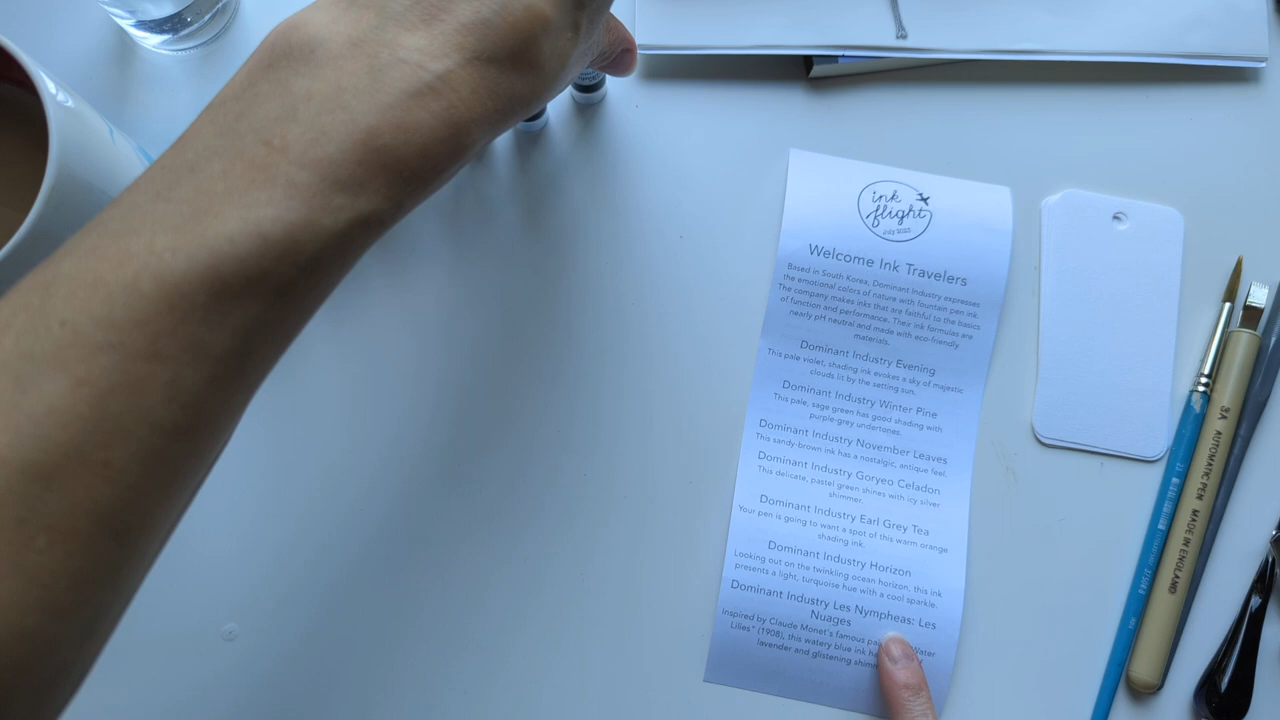 ink
flight
July 2023
Welcome Ink Travelers
Based in South Korea, Dominant Industry expresses
the emotional colors of nature with fountain pen ink.
The company makes inks that are faithful to the basics
of function and performance. Their ink formulas are
nearly pH neutral and made with eco-friendly
materials.
Dominant Industry Evening
This pale violet, shading ink evokes a sky of majestic
clouds lit by the setting sun.
Dominant Industry Winter Pine
This pale, sage green has good shading with
purple-grey undertones.
Dominant Industry November Leaves
This sandy-brown ink has a nostalgic, antique feel.
Dominant Industry Goryeo Celadon
This delicate, pastel green shines with icy silver
shimmer.
Dominant Industry Earl Grey Tea
Your pen is going to want a spot of this warm orange
shading ink.
Dominant Industry Horizon
Looking out on the twinkling ocean horizon, this ink
presents a light, turquoise hue with a cool sparkle.
Dominant Industry Les Nympheas: Les
Nuages
Inspired by Claude Monet's famous Water
Lilies" (1908), this watery blue ink
lavender and glistening
SA AUTOMATIC PEN MADE IN ENGLAND